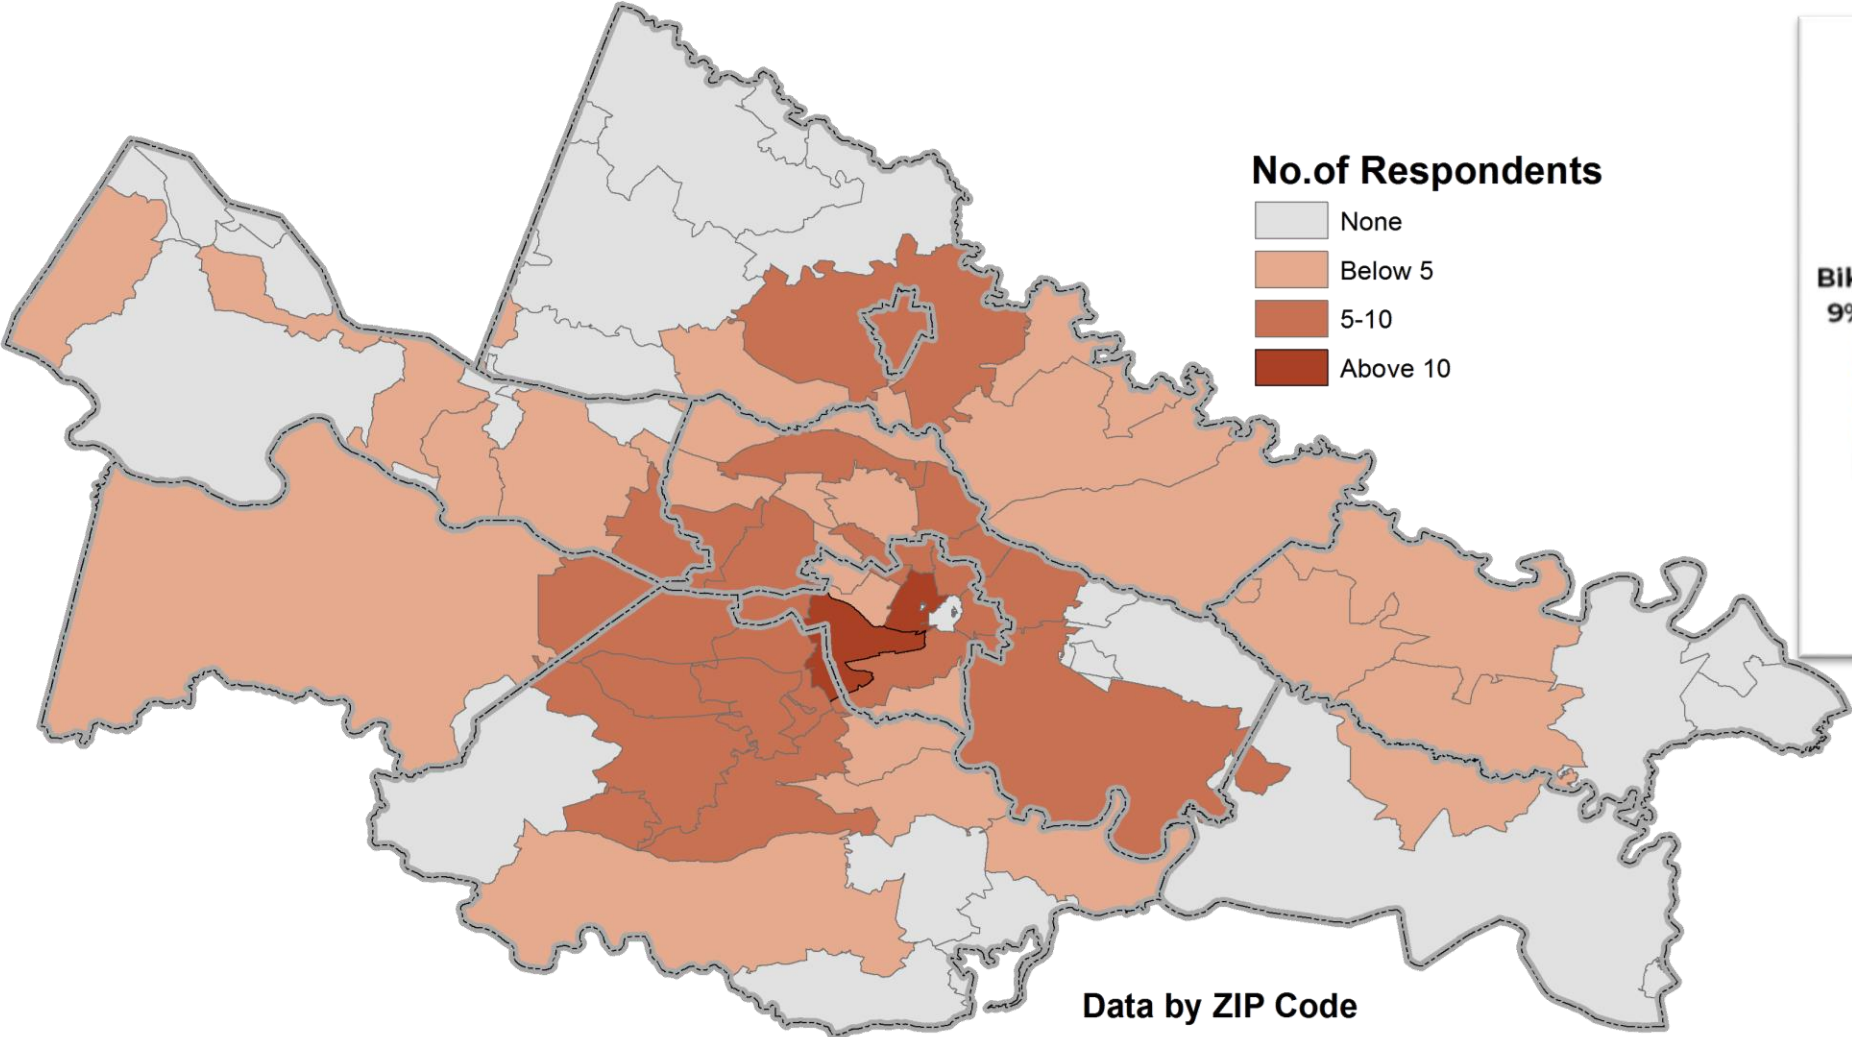 No.of Respondents
None
Below 5
5-10
Above 10
Data by ZIP Code